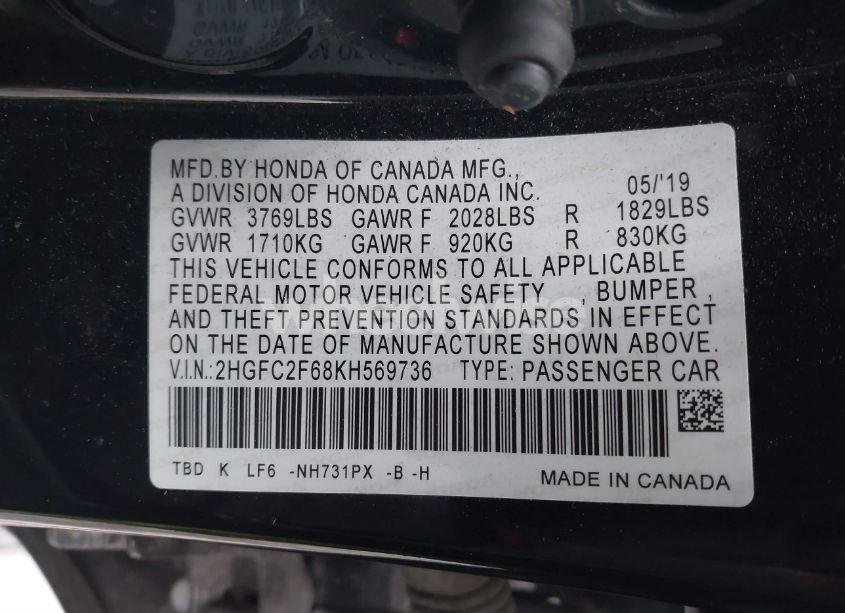 MFD.BY HONDA OF CANADA MFG.,
A DIVISION OF HONDA CANADA INC. 05/'19
GVWR 3769LBS GAWR F 2028LBS R 1829LBS
GVWR 1710KG GAWR F 920KG R 830KG
THIS VEHICLE CONFORMS TO ALL APPLICABLE
FEDERAL MOTOR VEHICLE SAFETY , BUMPER ,
AND THEFT PREVENTION STANDARDS IN EFFECT
ON THE DATE OF MANUFACTURE SHOWN ABOVE.
V.I.N.:2HGFC2F68KH569736 TYPE: PASSENGER CAR
TBD K LF6 -NH731PX -B -H MADE IN CANADA